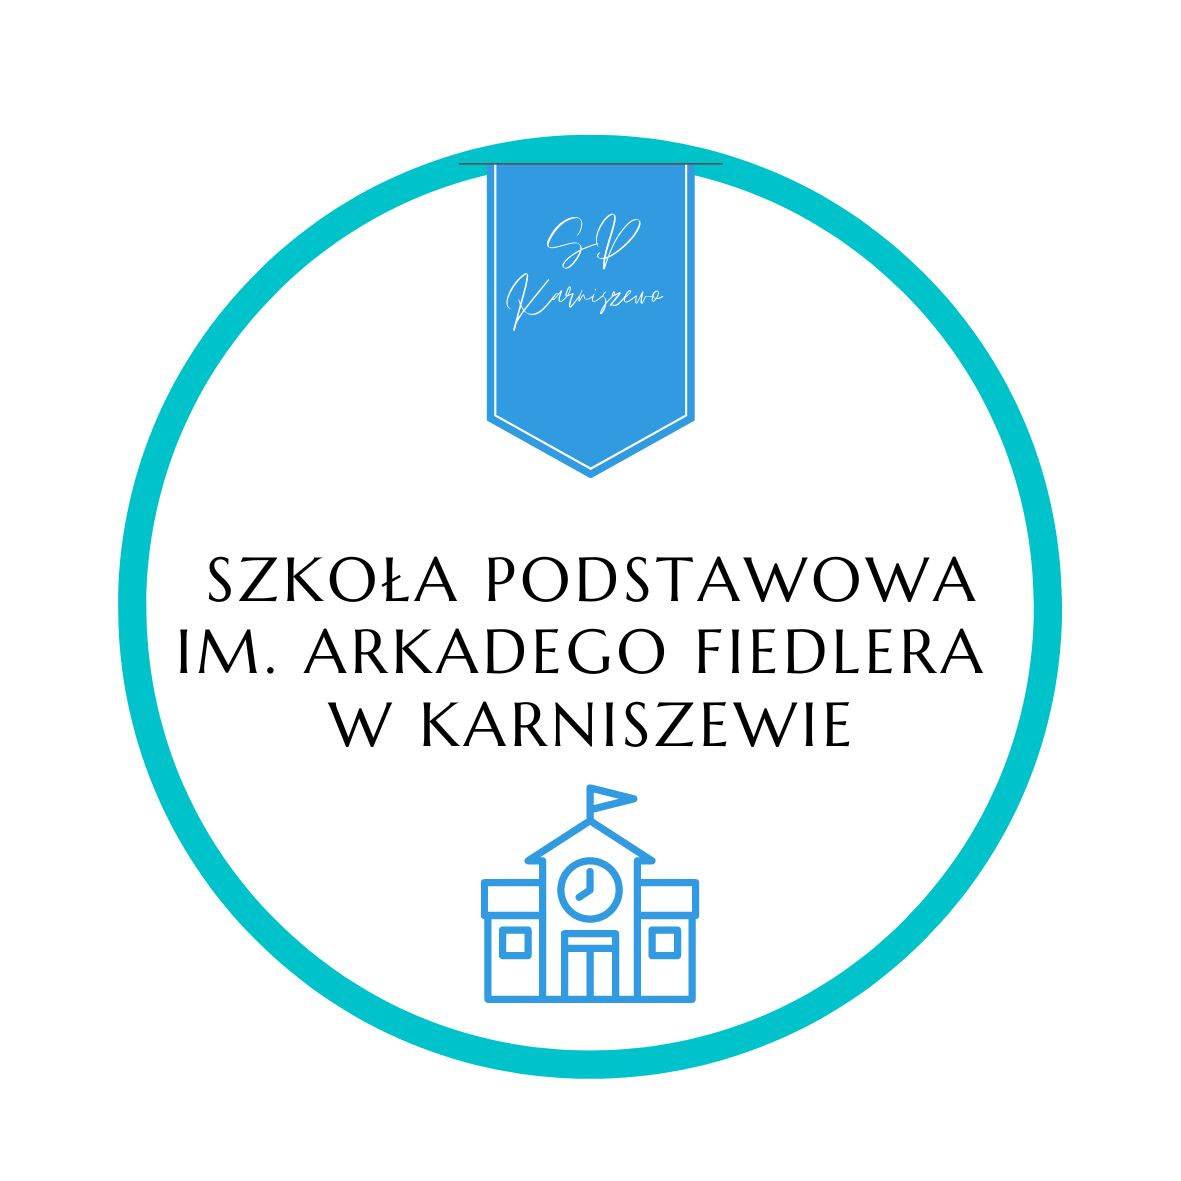 SP
Karniszewo
SZKOŁA PODSTAWOWA
IM. ARKADEGO FIEDLERA
W KARNISZEWIE